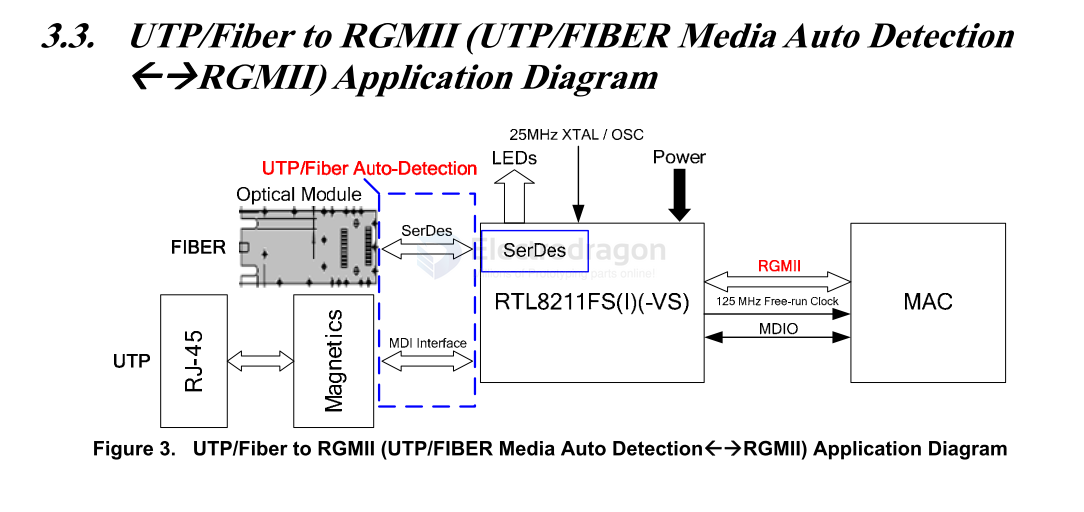 3.3. UTP/Fiber to RGMII (UTP/FIBER Media Auto Detection
←→RGMII) Application Diagram
25MHz XTAL / OSC
LEDs
Power
UTP/Fiber Auto-Detection
Optical Module
FIBER
SerDes
SerDes
Electrodragon
RTL8211FS(I)(-VS)
RGMII
125 MHz Free-run Clock
MDIO
MAC
UTP
RJ-45
Magnetics
MDI Interface
Figure 3. UTP/Fiber to RGMII (UTP/FIBER Media Auto Detection←→RGMII) Application Diagram